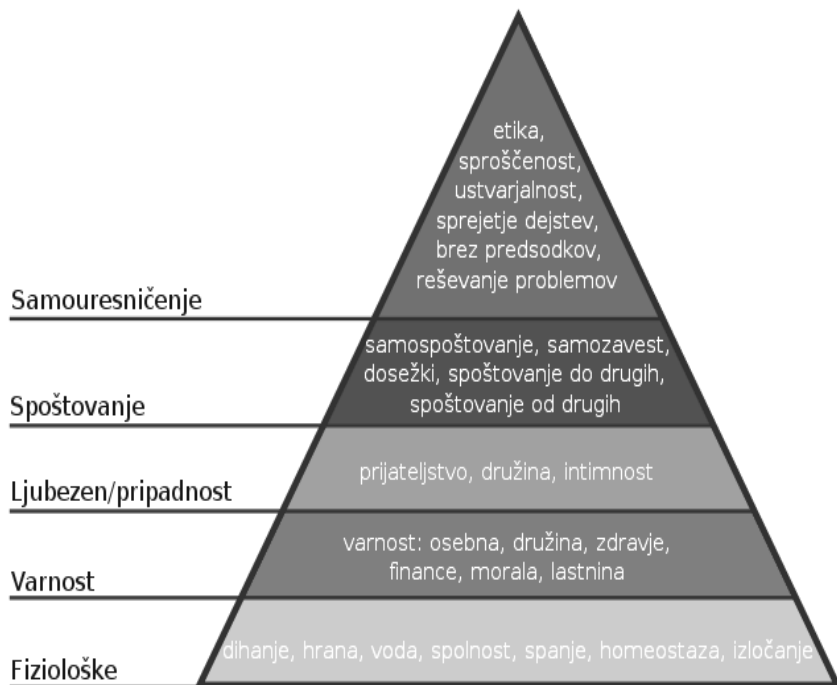 etika,
sproščenost,
ustvarjalnost,
sprejetje dejstev,
brez predsodkov,
reševanje problemov
Samouresničenje
samospoštovanje, samozavest,
dosežki, spoštovanje do drugih,
spoštovanje od drugih
Spoštovanje
prijateljstvo, družina, intimnost
Ljubezen/pripadnost
varnost: osebna, družina, zdravje,
finance, morala, lastnina
Varnost
dihanje, hrana, voda, spolnost, spanje, homeostaza, izločanje
Fiziološke